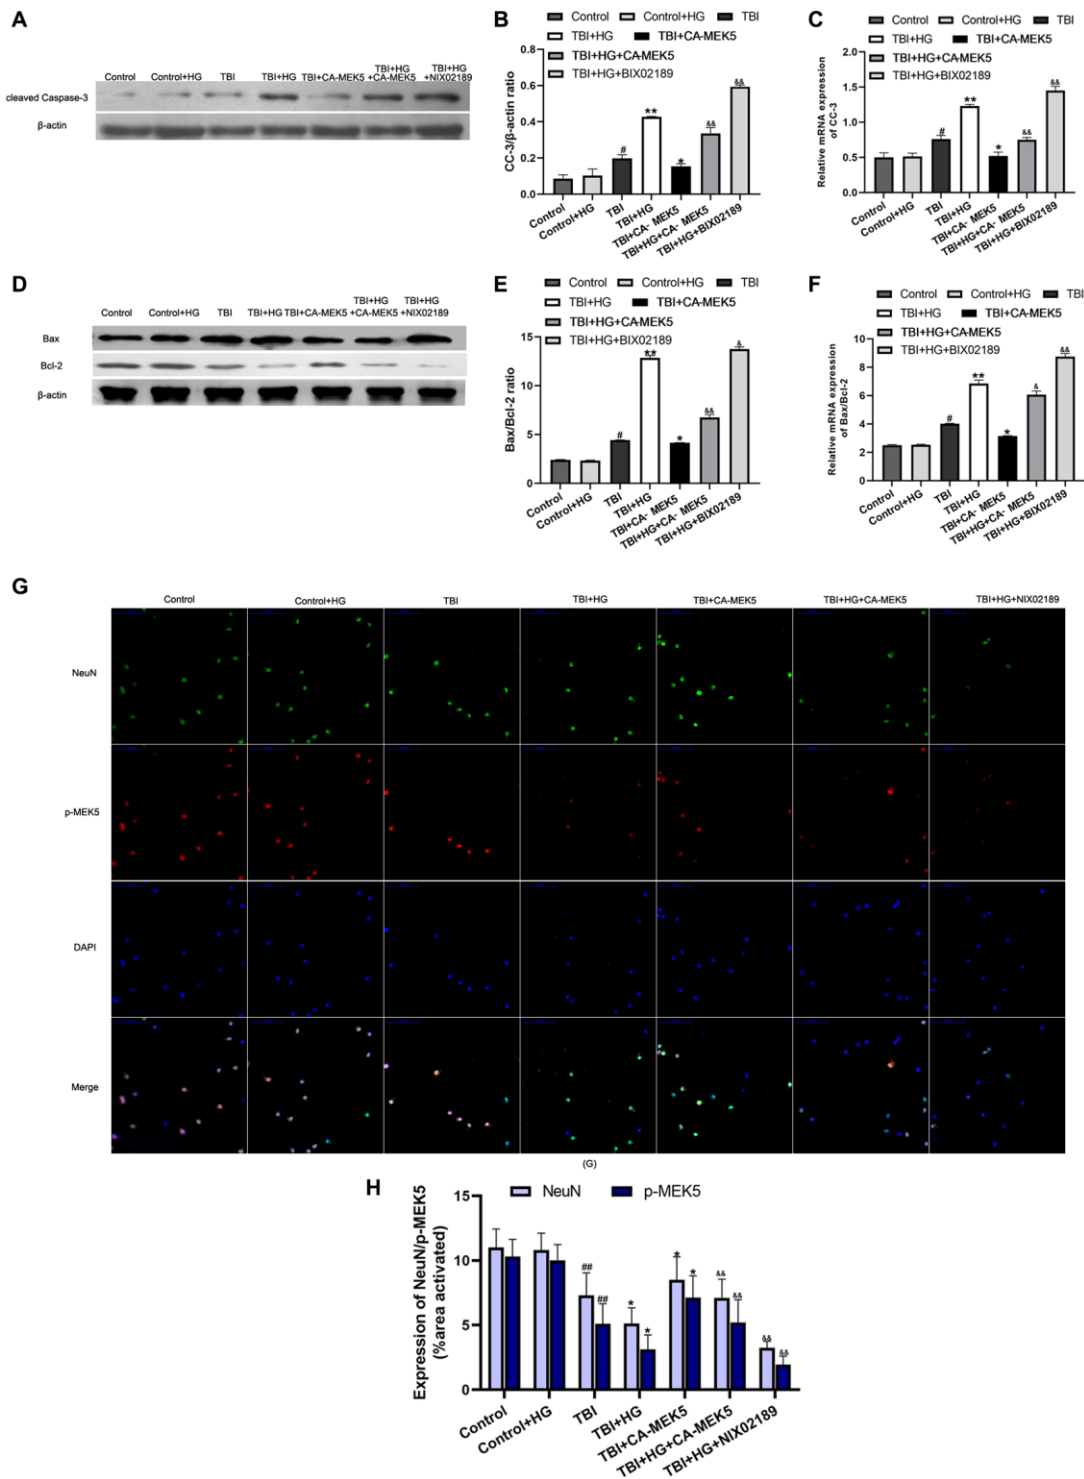 A
Control Control+HG TBI TBI+HG TBI+CA-MEK5 TBI+HG +CA-MEK5 TBI+HG +NIX02189
cleaved Caspase-3
β-actin
B
Control Control+HG TBI
TBI+HG TBI+CA-MEK5
TBI+HG+CA-MEK5
TBI+HG+BIX02189
CC-3/β-actin ratio
0.8
0.6
0.4
0.2
0.0
# ** * && &&
Control Control+HG TBI TBI+HG TBI+CA- MEK5 TBI+HG+CA- MEK5 TBI+HG+BIX02189
C
Control Control+HG TBI
TBI+HG TBI+CA-MEK5
TBI+HG+CA-MEK5
TBI+HG+BIX02189
Relative mRNA expression
of CC-3
2.0
1.5
1.0
0.5
0.0
# ** * && &&
Control Control+HG TBI TBI+HG TBI+CA- MEK5 TBI+HG+CA- MEK5 TBI+HG+BIX02189
D
Control Control+HG TBI TBI+HG TBI+CA-MEK5 TBI+HG +CA-MEK5 TBI+HG +NIX02189
Bax
Bcl-2
β-actin
E
Control Control+HG TBI
TBI+HG TBI+CA-MEK5
TBI+HG+CA-MEK5
TBI+HG+BIX02189
Bax/Bcl-2 ratio
15
10
5
0
# ** * && &
Control Control+HG TBI TBI+HG TBI+CA- MEK5 TBI+HG+CA- MEK5 TBI+HG+BIX02189
F
Control Control+HG TBI
TBI+HG TBI+CA-MEK5
TBI+HG+CA-MEK5
TBI+HG+BIX02189
Relative mRNA expression
of Bax/Bcl-2
10
8
6
4
2
0
# ** * & &&
Control Control+HG TBI TBI+HG TBI+CA- MEK5 TBI+HG+CA- MEK5 TBI+HG+BIX02189
G
Control Control+HG TBI TBI+HG TBI+CA-MEK5 TBI+HG+CA-MEK5 TBI+HG+NIX02189
NeuN
p-MEK5
DAPI
Merge
(G)
H
NeuN p-MEK5
Expression of NeuN/p-MEK5
(%area activated)
15
10
5
0
## ## * * * * && && && &&
Control Control+HG TBI TBI+HG TBI+CA-MEK5 TBI+HG+CA-MEK5 TBI+HG+NIX02189